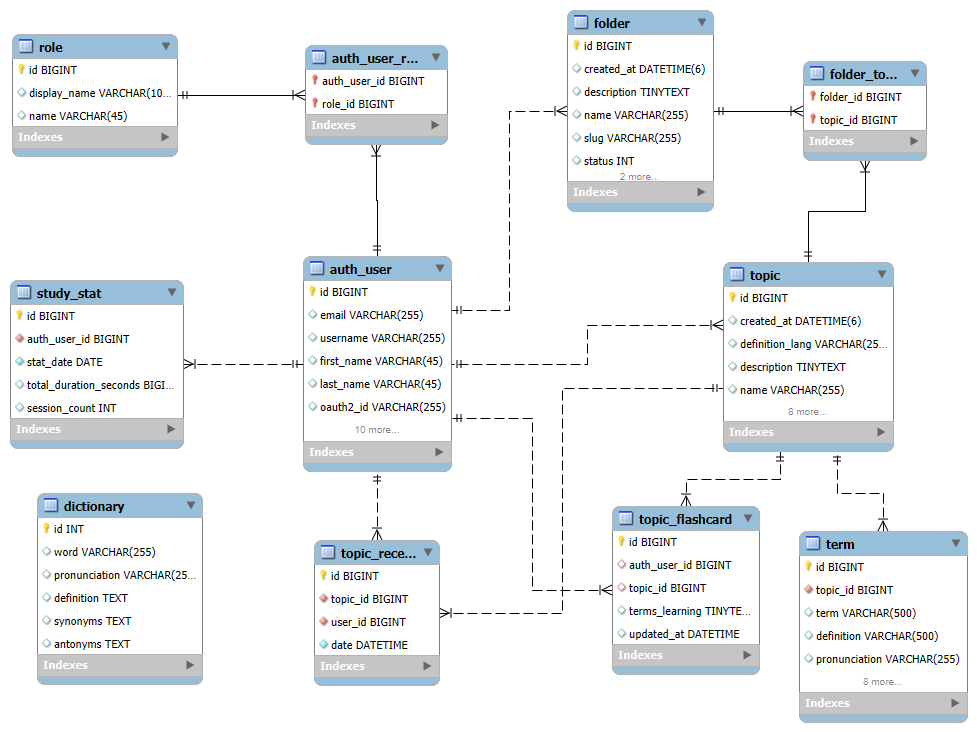 role
id BIGINT
display_name VARCHAR(10...
name VARCHAR(45)
Indexes
auth_user_r...
auth_user_id BIGINT
role_id BIGINT
Indexes
folder
id BIGINT
created_at DATETIME(6)
description TINYTEXT
name VARCHAR(255)
slug VARCHAR(255)
status INT
2 more...
Indexes
folder_to...
folder_id BIGINT
topic_id BIGINT
Indexes
study_stat
id BIGINT
auth_user_id BIGINT
stat_date DATE
total_duration_seconds BIGI...
session_count INT
Indexes
auth_user
id BIGINT
email VARCHAR(255)
username VARCHAR(255)
first_name VARCHAR(45)
last_name VARCHAR(45)
oauth2_id VARCHAR(255)
10 more...
Indexes
topic
id BIGINT
created_at DATETIME(6)
definition_lang VARCHAR(25...
description TINYTEXT
name VARCHAR(255)
8 more...
Indexes
dictionary
id INT
word VARCHAR(255)
pronunciation VARCHAR(25...
definition TEXT
synonyms TEXT
antonyms TEXT
Indexes
topic_rece...
id BIGINT
topic_id BIGINT
user_id BIGINT
date DATETIME
Indexes
topic_flashcard
id BIGINT
auth_user_id BIGINT
topic_id BIGINT
terms_learning TINYTE...
updated_at DATETIME
Indexes
term
id BIGINT
topic_id BIGINT
term VARCHAR(500)
definition VARCHAR(500)
pronunciation VARCHAR(255)
8 more...
Indexes